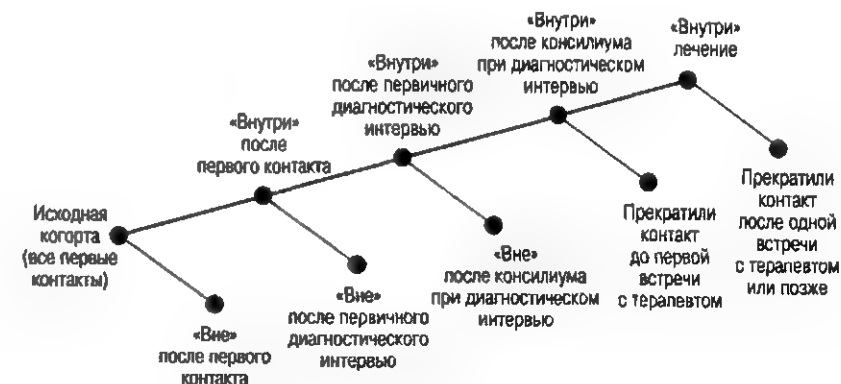 «Внутри»
после консилиума
при диагностическом
интервью
«Внутри»
лечение
«Внутри»
после первичного
диагностического
интервью
«Внутри»
после
первого контакта
Исходная
когорта
(все первые
контакты)
«Вне»
после первого
контакта
«Вне»
после первичного
диагностического
интервью
«Вне»
после консилиума
при диагностическом
интервью
Прекратили
контакт
до первой
встречи
с терапевтом
Прекратили
контакт
после одной
встречи
с терапевтом
или позже